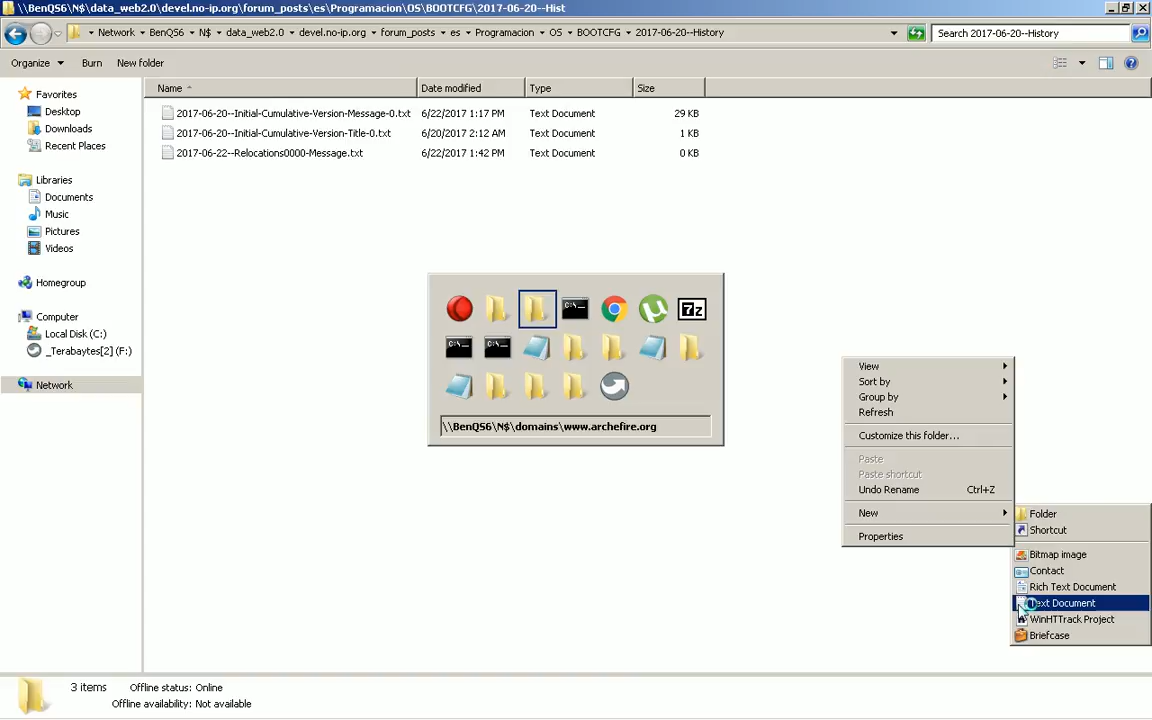 \\BenQS6\N$\data_web2.0\devel.no-ip.org\forum_posts\es\Programacion\OS\BOOTCFG\2017-06-20--Hist
Network BenQS6 N$ data_web2.0 devel.no-ip.org forum_posts es Programacion OS BOOTCFG 2017-06-20--History
Search 2017-06-20--History
Organize Burn New folder
Name Date modified Type Size
2017-06-20--Initial-Cumulative-Version-Message-0.txt 6/22/2017 1:17 PM Text Document 29 KB
2017-06-20--Initial-Cumulative-Version-Title-0.txt 6/20/2017 2:12 AM Text Document 1 KB
2017-06-22--Relocations0000-Message.txt 6/22/2017 1:42 PM Text Document 0 KB
Favorites
Desktop
Downloads
Recent Places
Libraries
Documents
Music
Pictures
Videos
Homegroup
Computer
Local Disk (C:)
_Terabytes[2] (F:)
Network
C:\_
7z
C:\_
C:\_
\\BenQS6\N$\domains\www.archefire.org
View
Sort by
Group by
Refresh
Customize this folder...
Paste
Paste shortcut
Undo Rename Ctrl+Z
New
Properties
Folder
Shortcut
Bitmap image
Contact
Rich Text Document
Text Document
WinHTTrack Project
Briefcase
3 items Offline status: Online
Offline availability: Not available